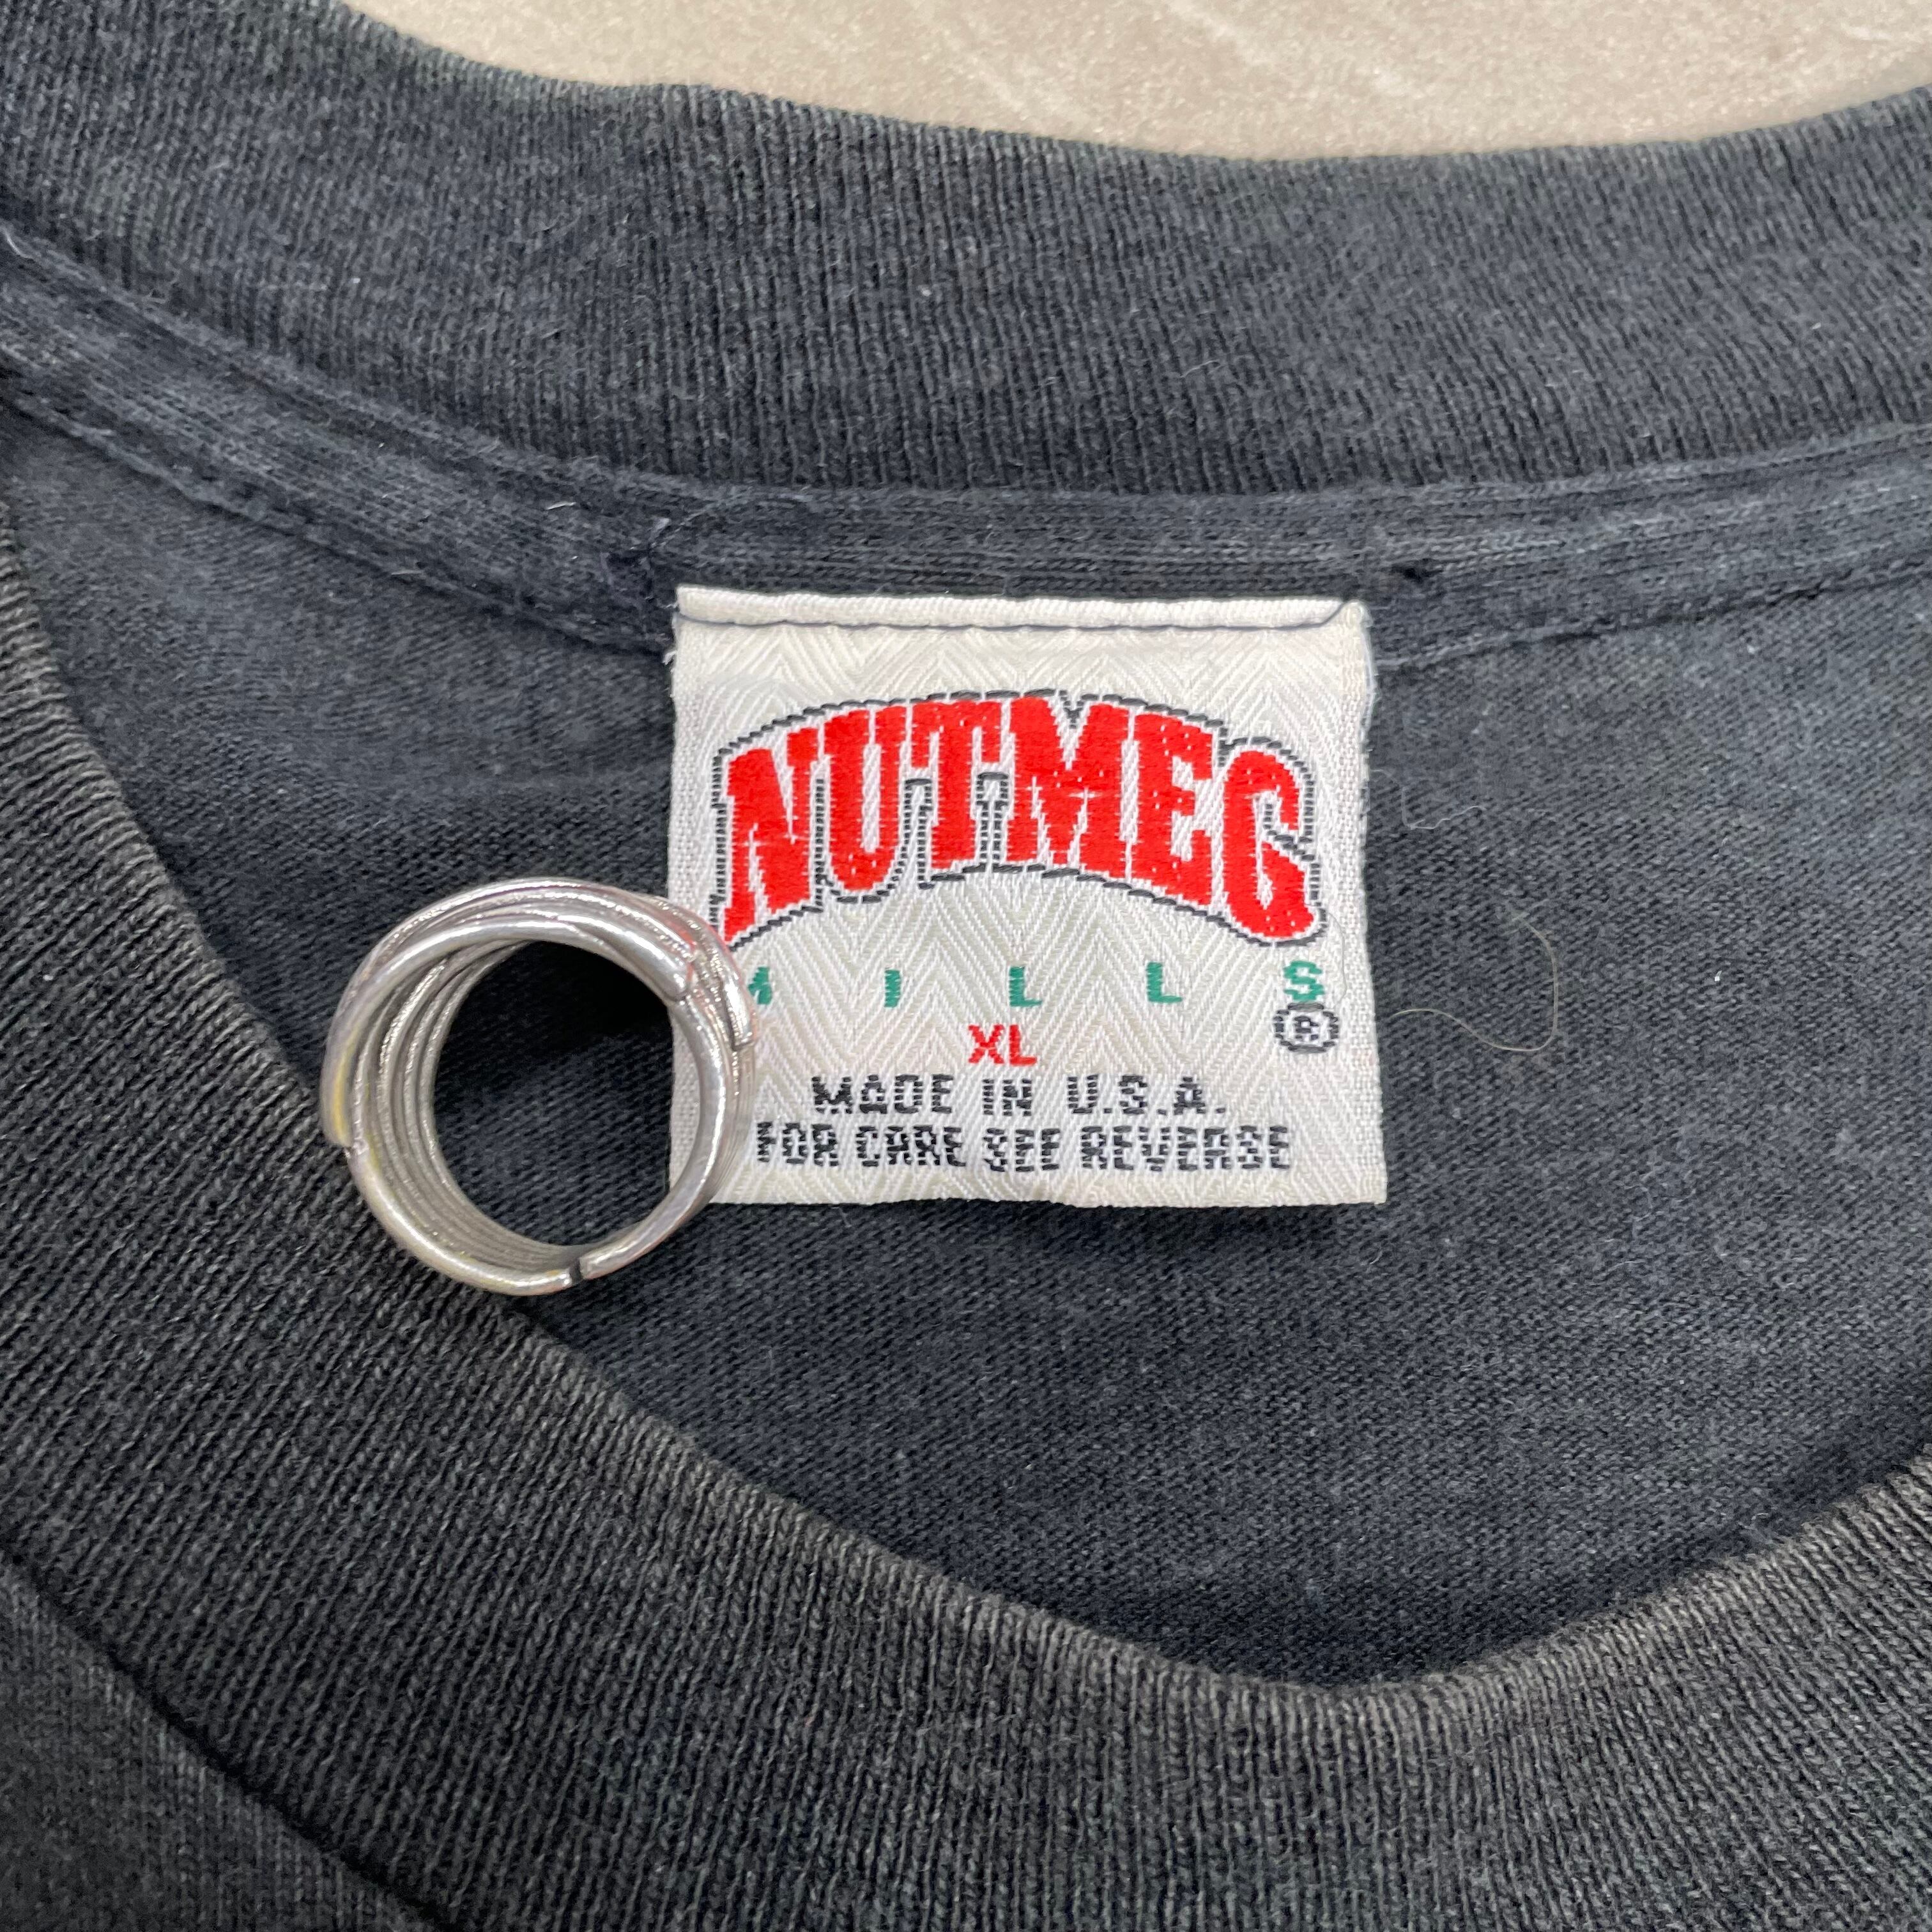 NUTMEG
MILLS
®
XL
MADE IN U.S.A.
FOR CARE SEE REVERSE